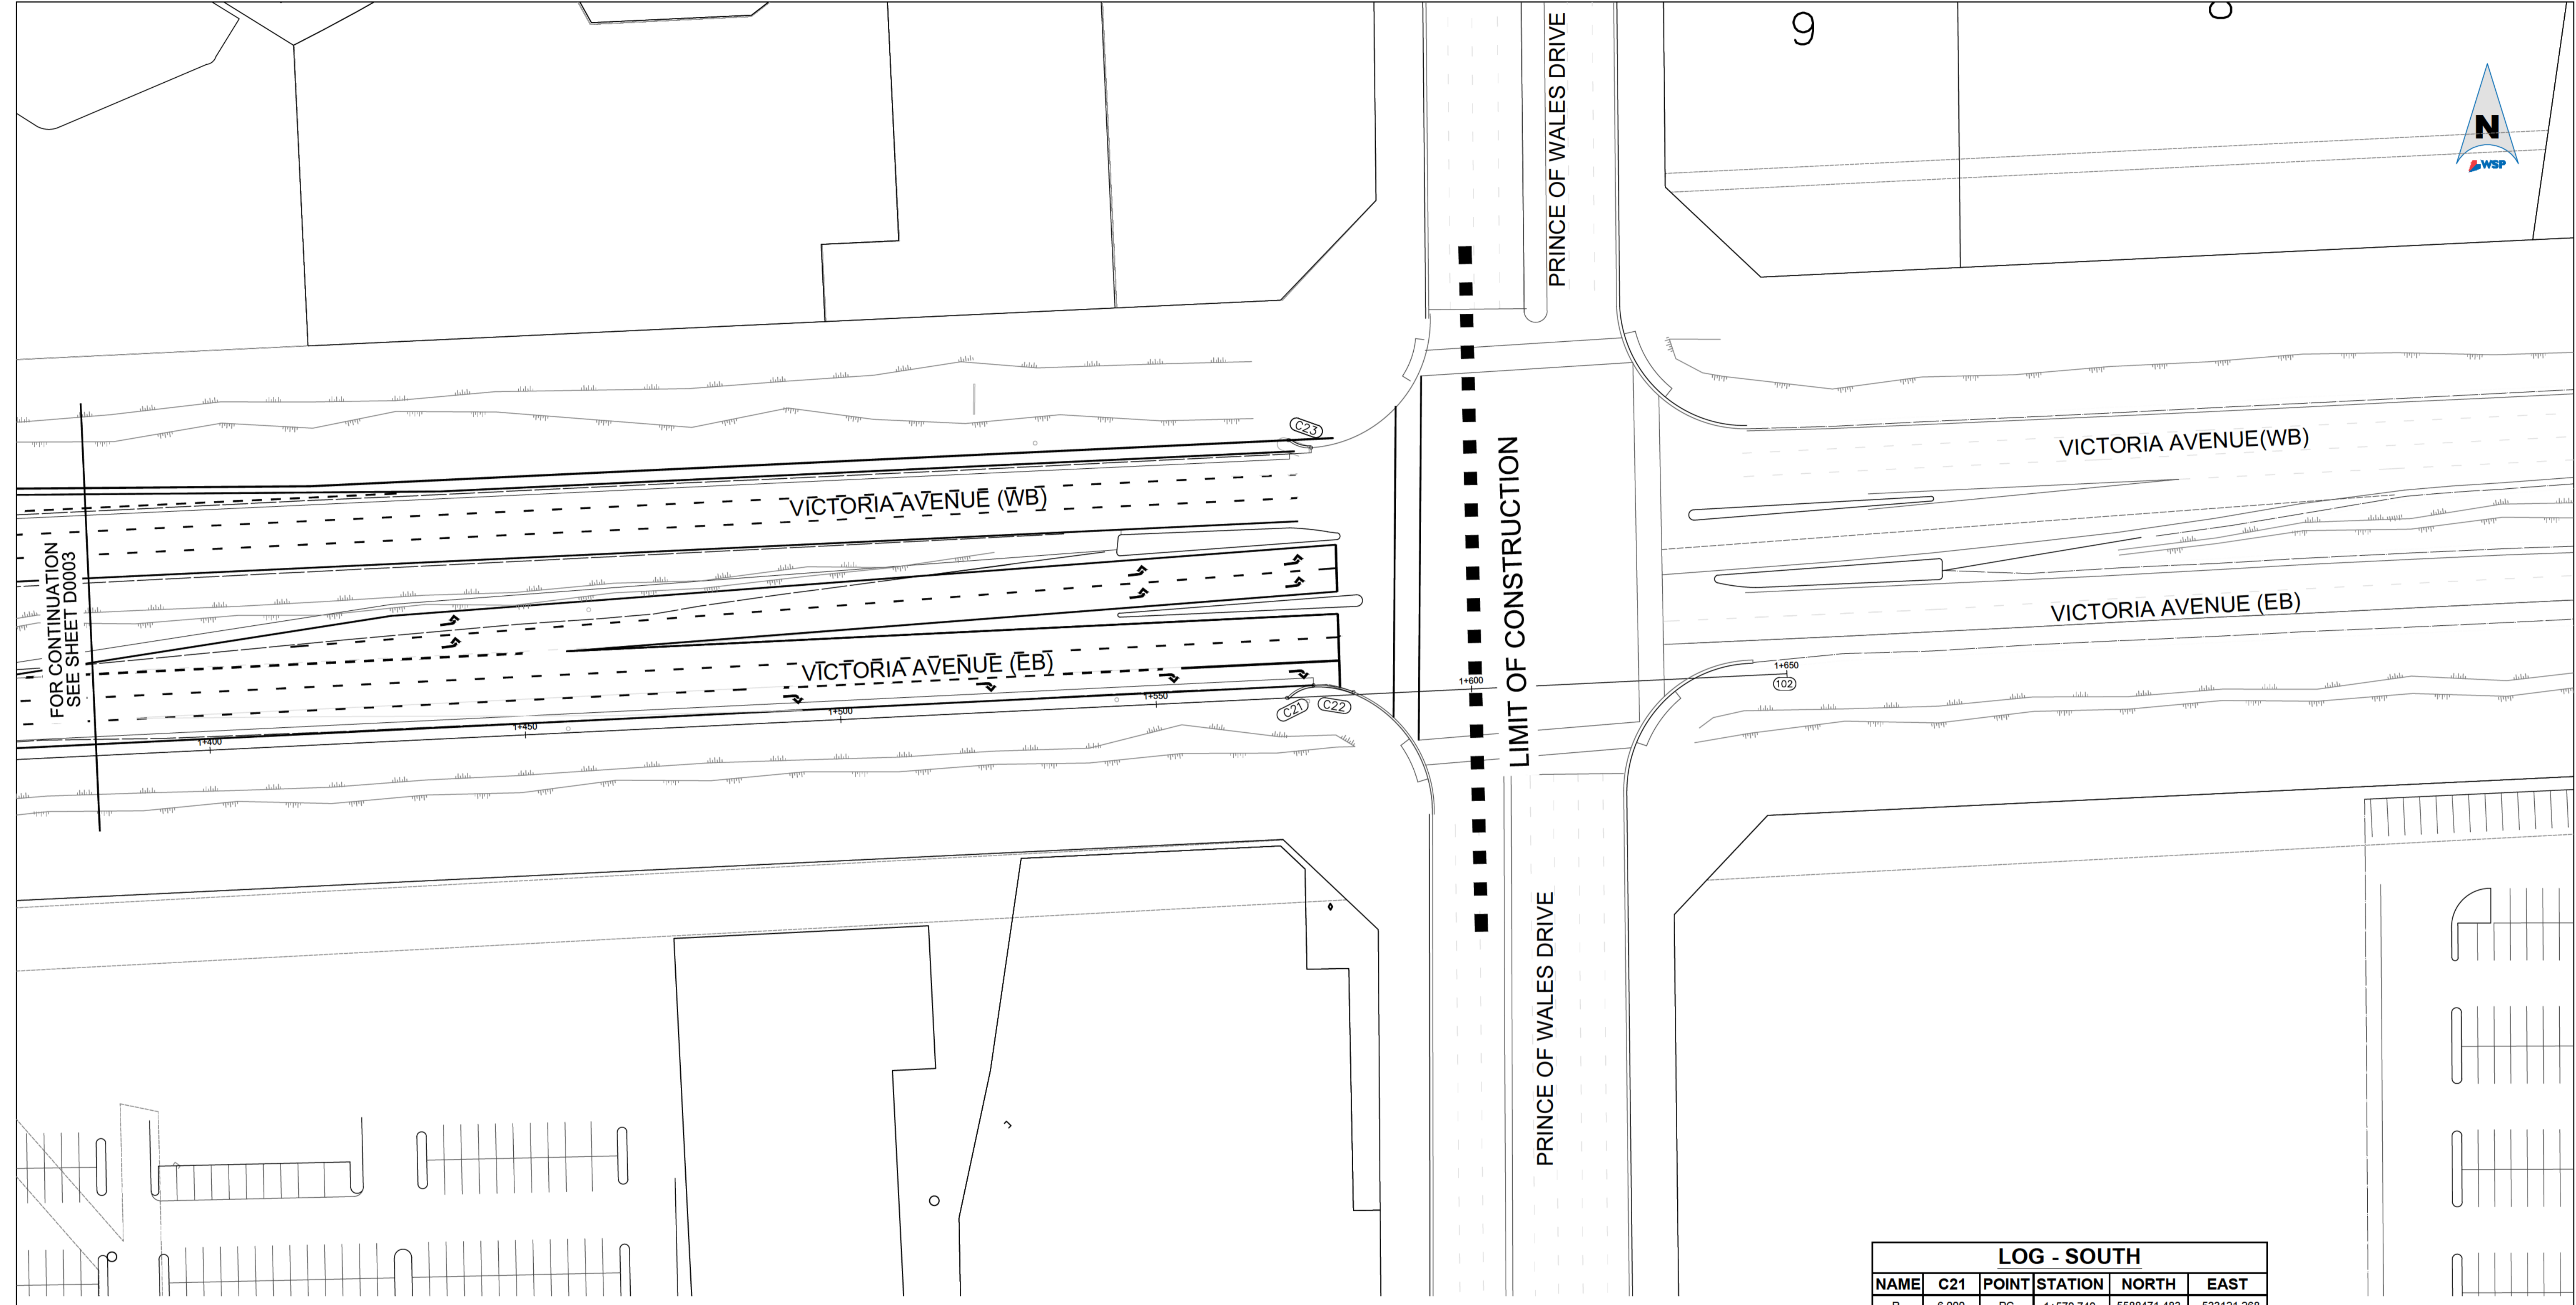 9
PRINCE OF WALES DRIVE
N
WSP
C23
VICTORIA AVENUE(WB)
VICTORIA AVENUE (WB)
LIMIT OF CONSTRUCTION
FOR CONTINUATION
SEE SHEET D0003
VICTORIA AVENUE (EB)
VICTORIA AVENUE (EB)
1+400
1+450
1+500
1+550
1+600
1+650
102
C21
C22
PRINCE OF WALES DRIVE
LOG - SOUTH
NAME C21 POINT STATION NORTH EAST